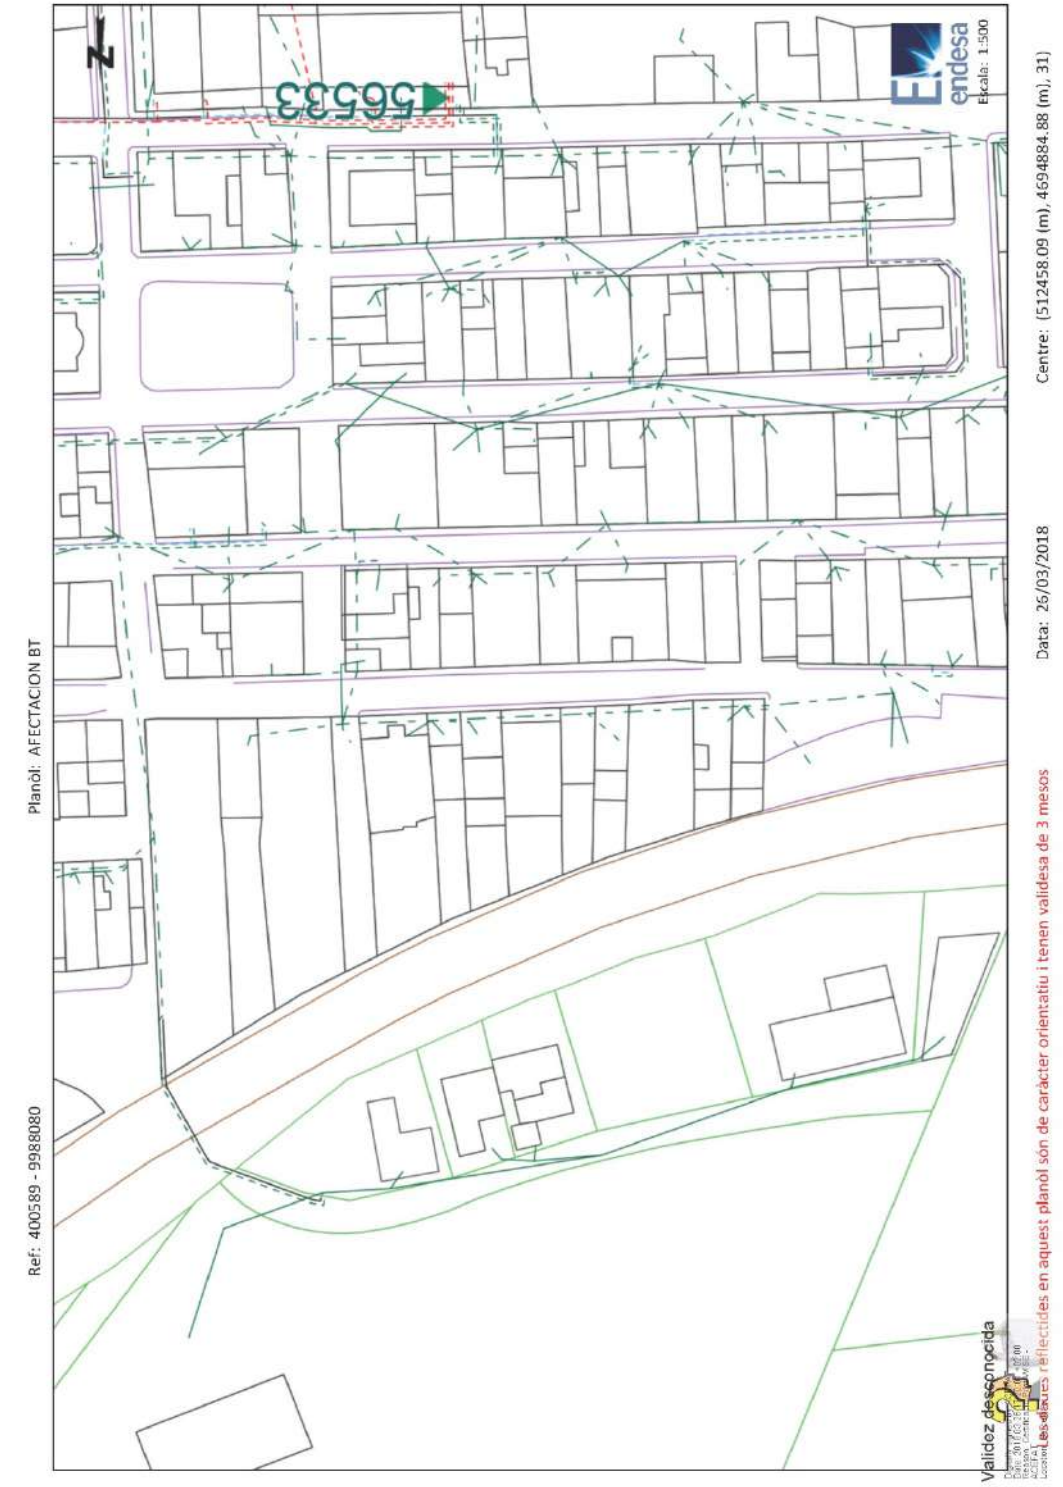 Ref: 400589 - 9988080
Planòl: AFECTACION BT
N
56533
endesa
Escala: 1:500
Centre: (512458.09 (m), 4694884.88 (m), 31)
Data: 26/03/2018
Les dades reflectides en aquest planòl són de caràcter orientatiu i tenen validesa de 3 mesos
Validez desconocida